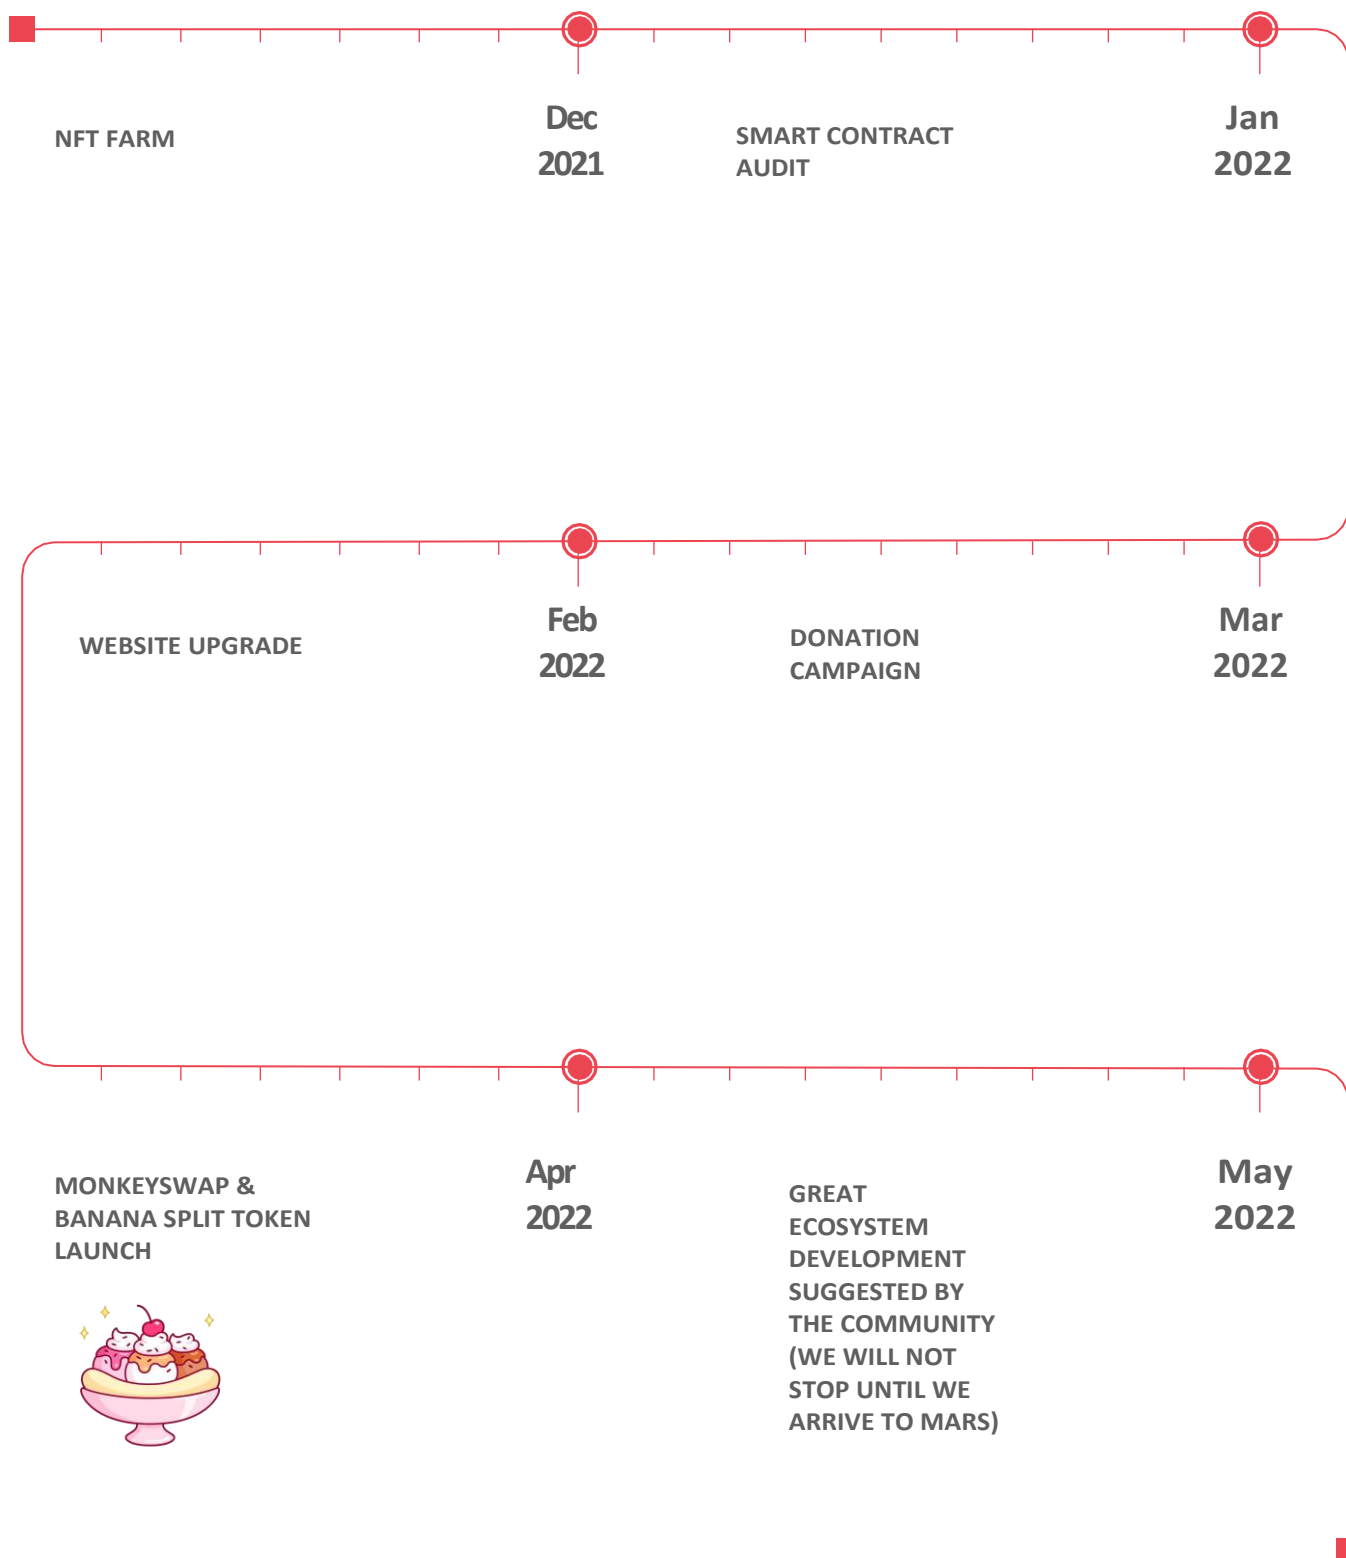 NFT FARM
Dec
2021
SMART CONTRACT
AUDIT
Jan
2022
WEBSITE UPGRADE
Feb
2022
DONATION
CAMPAIGN
Mar
2022
MONKEYSWAP &
BANANA SPLIT TOKEN
LAUNCH
Apr
2022
GREAT
ECOSYSTEM
DEVELOPMENT
SUGGESTED BY
THE COMMUNITY
(WE WILL NOT
STOP UNTIL WE
ARRIVE TO MARS)
May
2022